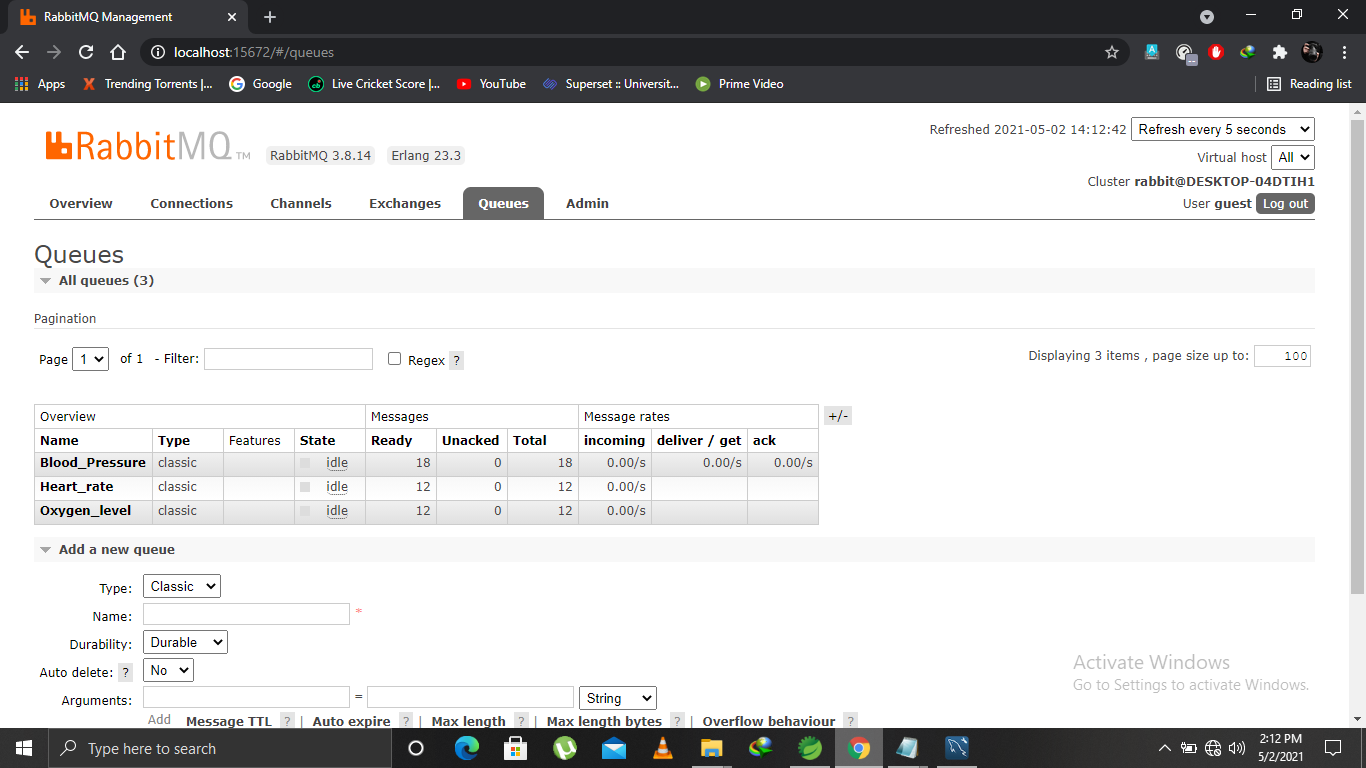 RabbitMQ Management
localhost:15672/#/queues
Apps Trending Torrents |... Google Live Cricket Score |... YouTube Superset :: Universit... Prime Video Reading list
RabbitMQ TM RabbitMQ 3.8.14 Erlang 23.3
Refreshed 2021-05-02 14:12:42 Refresh every 5 seconds
Virtual host All
Cluster rabbit@DESKTOP-04DTIH1
User guest Log out
Overview Connections Channels Exchanges Queues Admin
Queues
All queues (3)
Pagination
Page 1 of 1 - Filter: Regex ? Displaying 3 items , page size up to: 100
Overview Messages Message rates +/-
Name Type Features State Ready Unacked Total incoming deliver / get ack
Blood_Pressure classic idle 18 0 18 0.00/s 0.00/s 0.00/s
Heart_rate classic idle 12 0 12 0.00/s
Oxygen_level classic idle 12 0 12 0.00/s
Add a new queue
Type: Classic
Name: *
Durability: Durable
Auto delete: ? No
Arguments: = String
Add Message TTL ? | Auto expire ? | Max length ? | Max length bytes ? | Overflow behaviour ?
Activate Windows
Go to Settings to activate Windows.
Type here to search
2:12 PM
5/2/2021